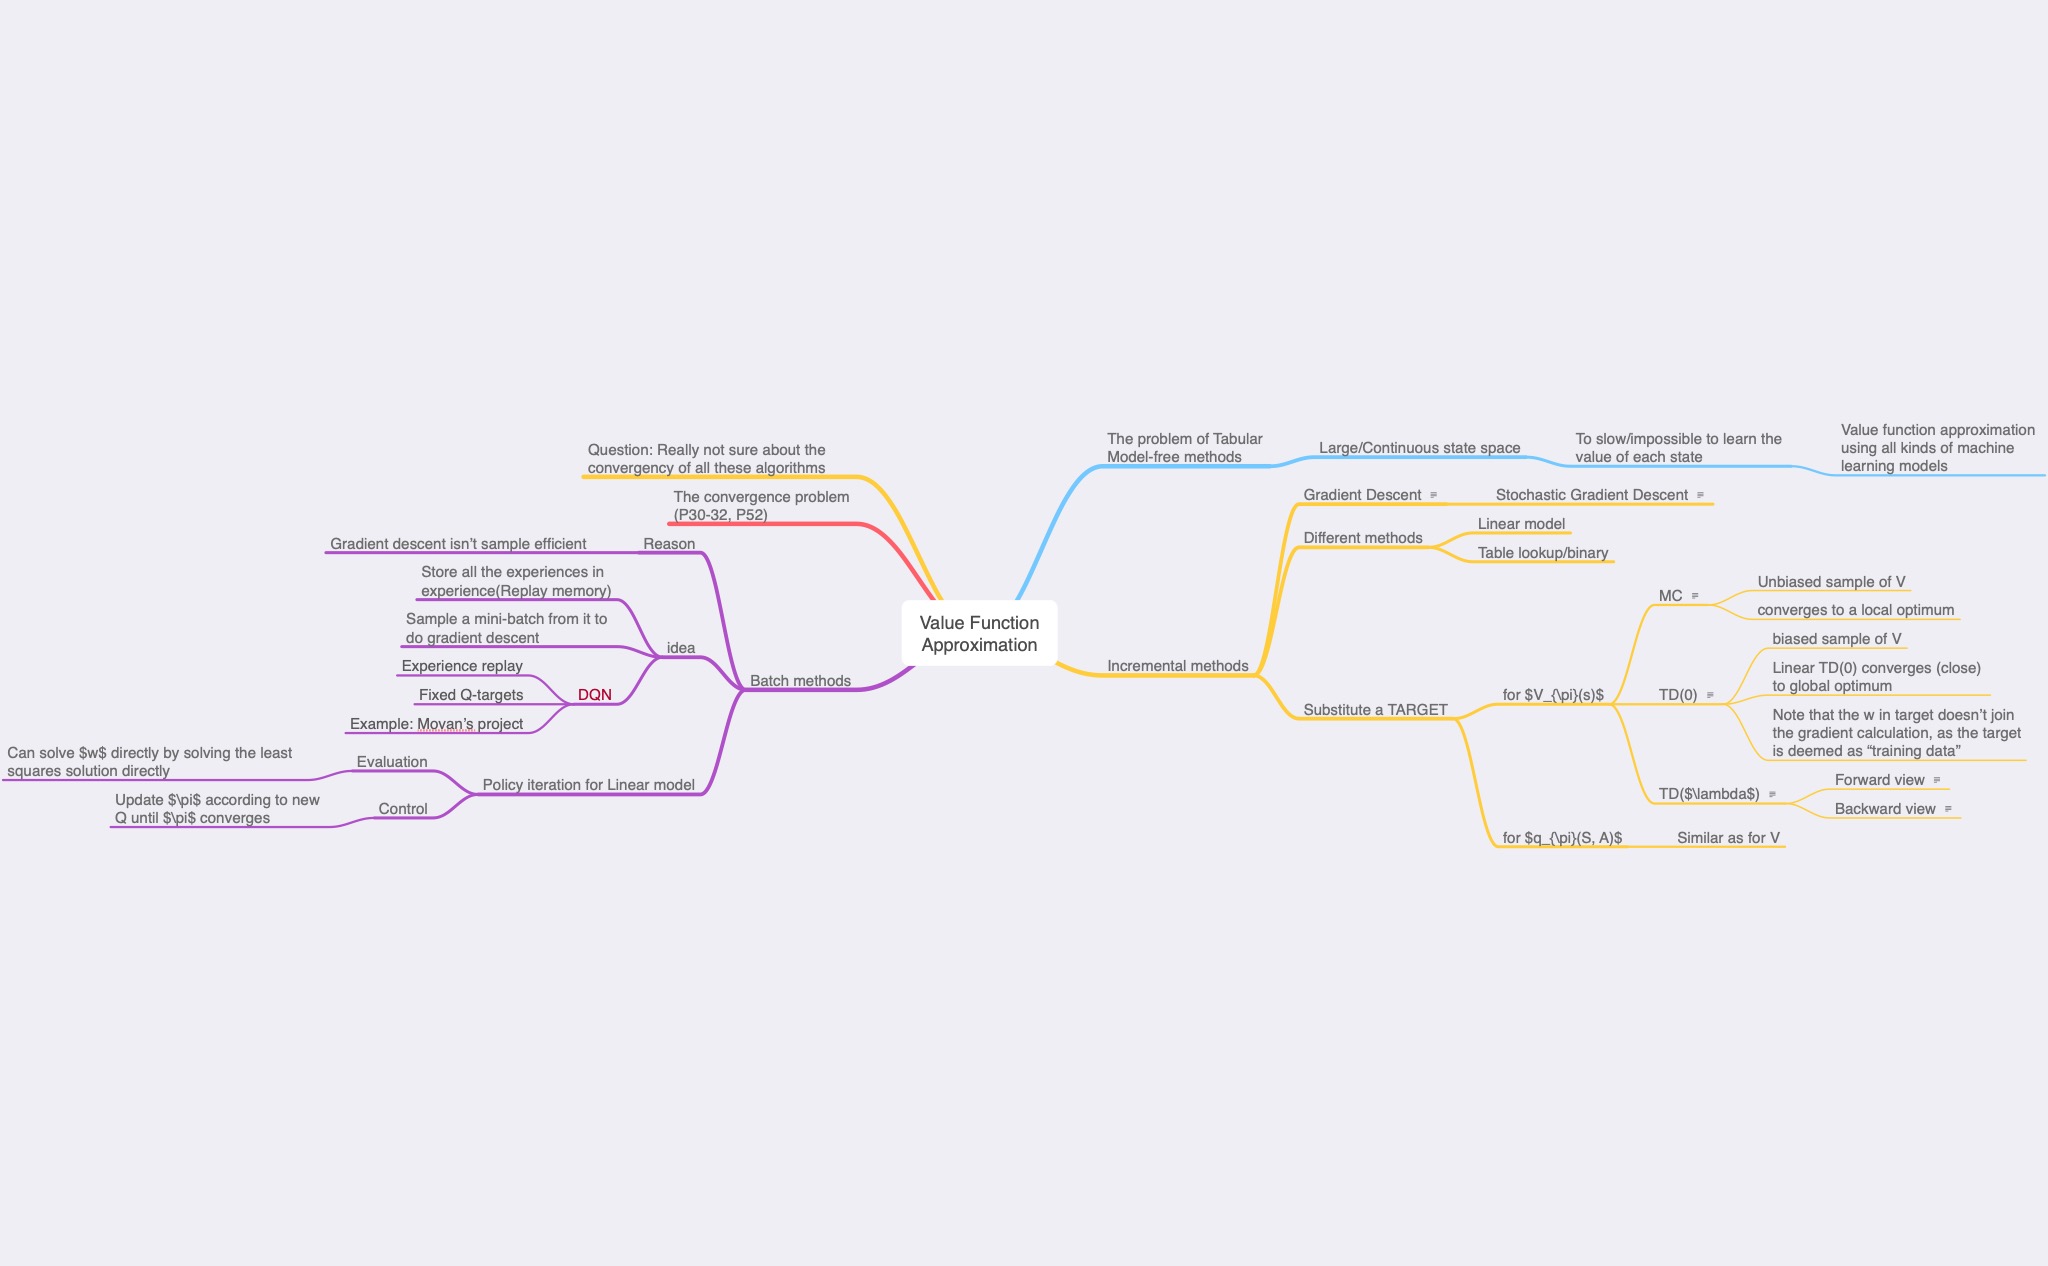 Value Function
Approximation
The problem of Tabular
Model-free methods
Large/Continuous state space
To slow/impossible to learn the
value of each state
Value function approximation
using all kinds of machine
learning models
Incremental methods
Gradient Descent
Stochastic Gradient Descent
Different methods
Linear model
Table lookup/binary
Substitute a TARGET
for $V_{\pi}(s)$
MC
Unbiased sample of V
converges to a local optimum
TD(0)
biased sample of V
Linear TD(0) converges (close)
to global optimum
Note that the w in target doesn’t join
the gradient calculation, as the target
is deemed as “training data”
TD($\lambda$)
Forward view
Backward view
for $q_{\pi}(S, A)$
Similar as for V
Question: Really not sure about the
convergency of all these algorithms
The convergence problem
(P30-32, P52)
Batch methods
Reason
Gradient descent isn’t sample efficient
idea
Store all the experiences in
experience(Replay memory)
Sample a mini-batch from it to
do gradient descent
DQN
Experience replay
Fixed Q-targets
Example: Movan’s project
Policy iteration for Linear model
Evaluation
Can solve $w$ directly by solving the least
squares solution directly
Control
Update $\pi$ according to new
Q until $\pi$ converges